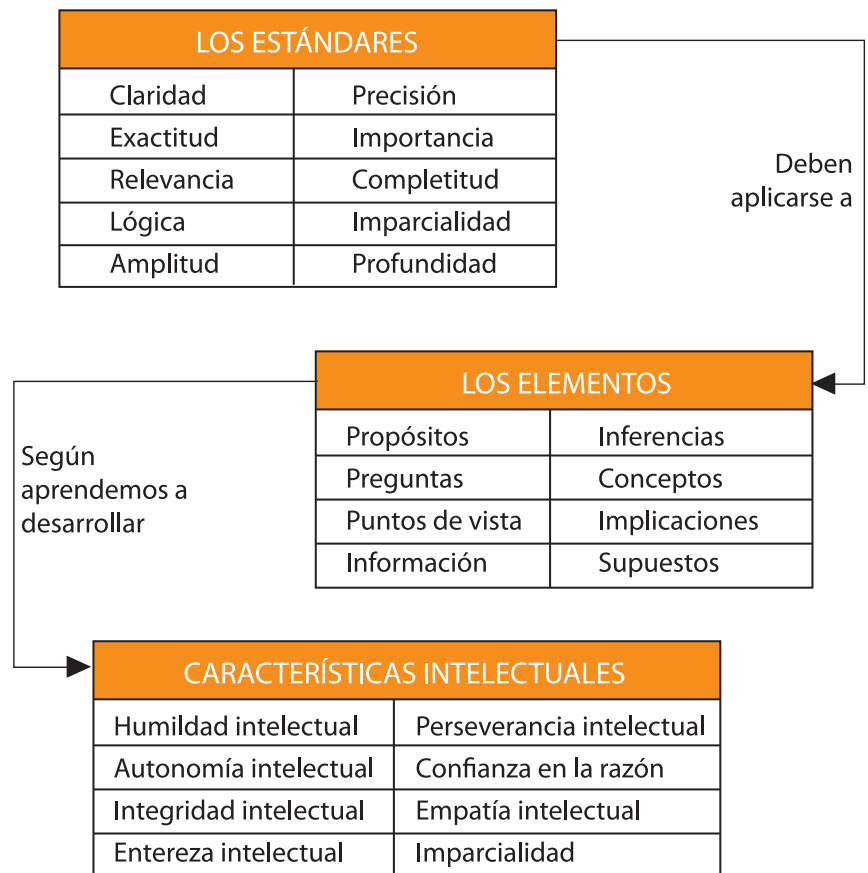 LOS ESTÁNDARES
Claridad Precisión
Exactitud Importancia
Relevancia Completitud
Lógica Imparcialidad
Amplitud Profundidad
Deben
aplicarse a
LOS ELEMENTOS
Propósitos Inferencias
Preguntas Conceptos
Puntos de vista Implicaciones
Información Supuestos
Según
aprendemos a
desarrollar
CARACTERÍSTICAS INTELECTUALES
Humildad intelectual Perseverancia intelectual
Autonomía intelectual Confianza en la razón
Integridad intelectual Empatía intelectual
Entereza intelectual Imparcialidad